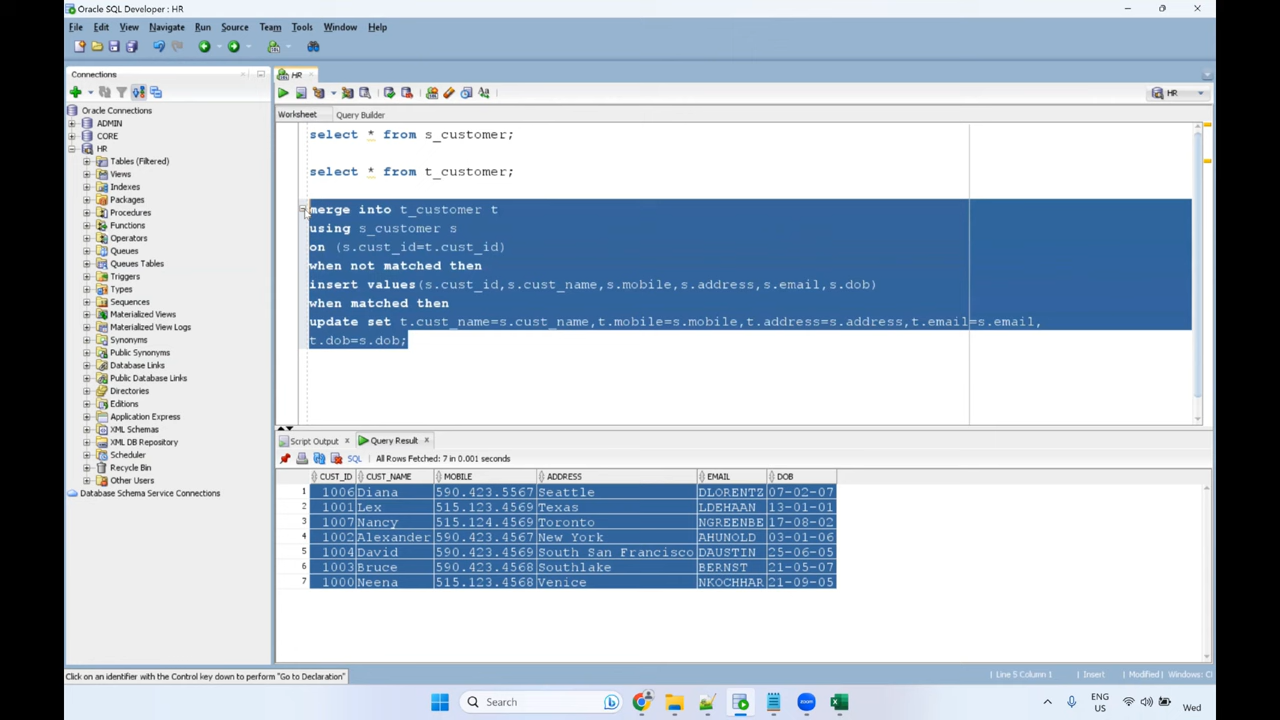 Oracle SQL Developer : HR
File Edit View Navigate Run Source Team Tools Window Help
Connections
Oracle Connections
ADMIN
CORE
HR
Tables (Filtered)
Views
Indexes
Packages
Procedures
Functions
Operators
Queues
Queues Tables
Triggers
Types
Sequences
Materialized Views
Materialized View Logs
Synonyms
Public Synonyms
Database Links
Public Database Links
Directories
Editions
Application Express
XML Schemas
XML DB Repository
Scheduler
Recycle Bin
Other Users
Database Schema Service Connections
HR
HR
Worksheet Query Builder
select * from s_customer;
select * from t_customer;
merge into t_customer t
using s_customer s
on (s.cust_id=t.cust_id)
when not matched then
insert values(s.cust_id,s.cust_name,s.mobile,s.address,s.email,s.dob)
when matched then
update set t.cust_name=s.cust_name,t.mobile=s.mobile,t.address=s.address,t.email=s.email,
t.dob=s.dob;
Script Output Query Result
SQL All Rows Fetched: 7 in 0.001 seconds
CUST_ID CUST_NAME MOBILE ADDRESS EMAIL DOB
1 1006 Diana 590.423.5567 Seattle DLORENTZ 07-02-07
2 1001 Lex 515.123.4569 Texas LDEHAAN 13-01-01
3 1007 Nancy 515.124.4569 Toronto NGREENBE 17-08-02
4 1002 Alexander 590.423.4567 New York AHUNOLD 03-01-06
5 1004 David 590.423.4569 South San Francisco DAUSTIN 25-06-05
6 1003 Bruce 590.423.4568 Southlake BERNST 21-05-07
7 1000 Neena 515.123.4568 Venice NKOCHHAR 21-09-05
Click on an identifier with the Control key down to perform "Go to Declaration"
Line 5 Column 1 Insert Modified Windows: Cl
Search
ENG
US
Wed